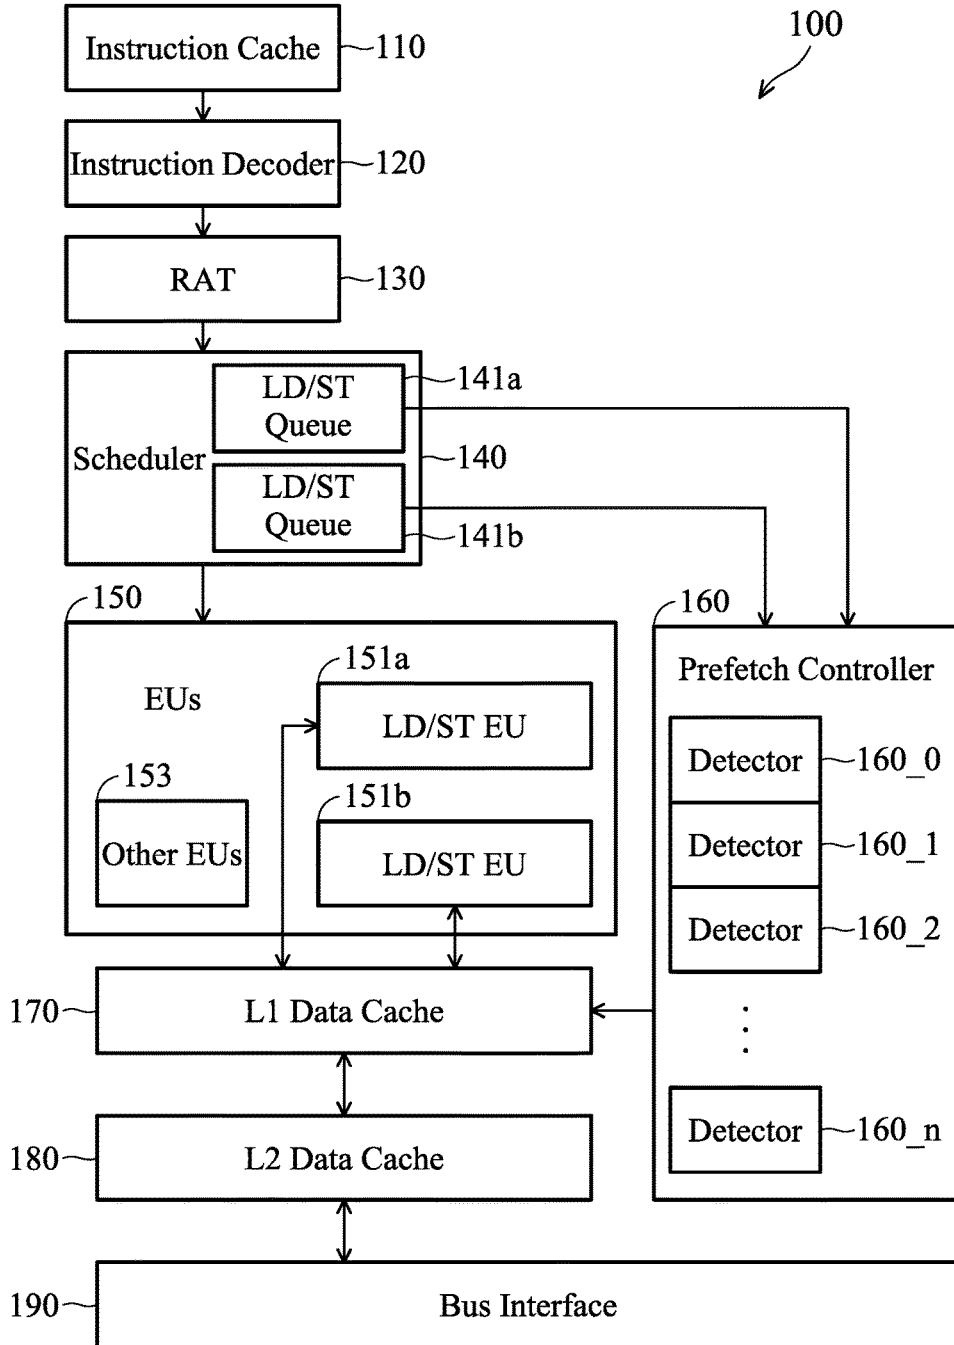 100
Instruction Cache
110
Instruction Decoder
120
RAT
130
Scheduler
LD/ST
Queue
141a
140
LD/ST
Queue
141b
150
EUs
151a
LD/ST EU
153
Other EUs
151b
LD/ST EU
160
Prefetch Controller
Detector
160_0
Detector
160_1
Detector
160_2
Detector
160_n
170
L1 Data Cache
180
L2 Data Cache
190
Bus Interface